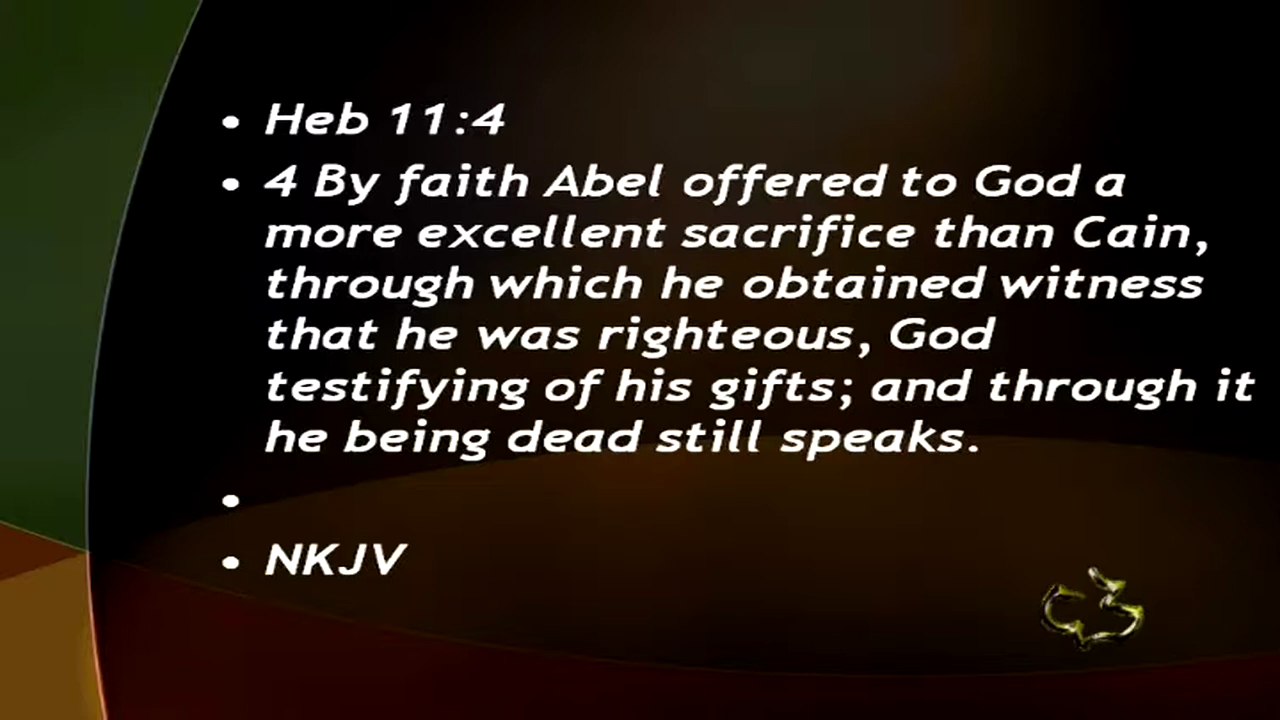 • Heb 11:4
• 4 By faith Abel offered to God a
more excellent sacrifice than Cain,
through which he obtained witness
that he was righteous, God
testifying of his gifts; and through it
he being dead still speaks.
•
• NKJV
C3